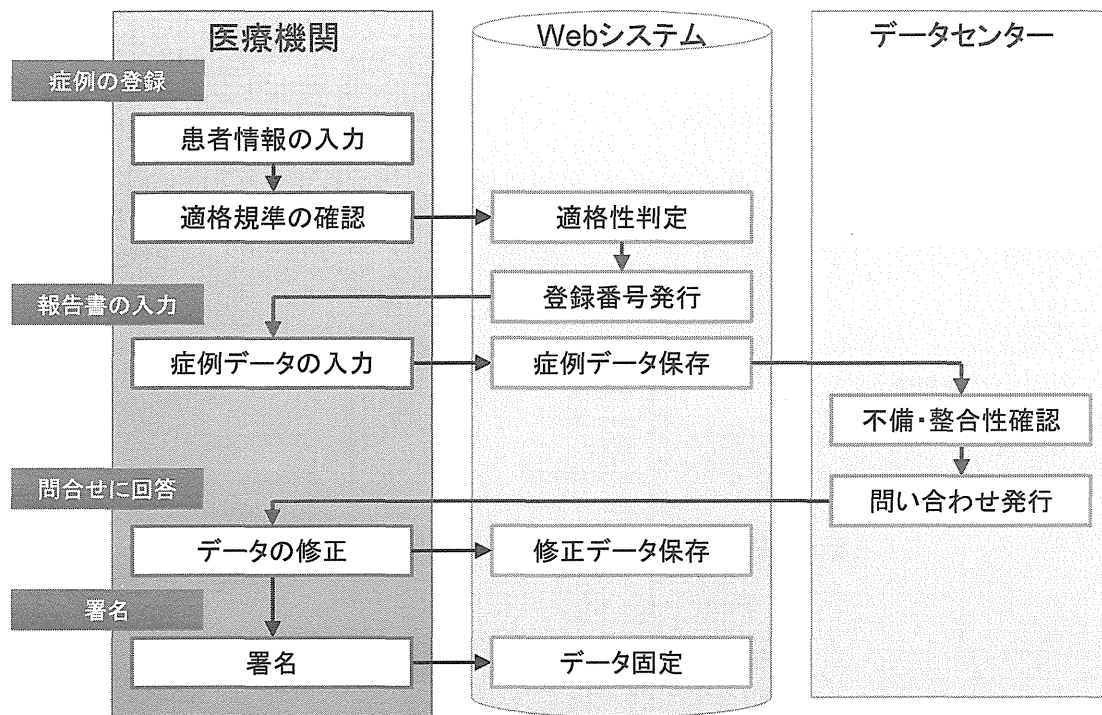 医療機関
Webシステム
データセンター
症例の登録
患者情報の入力
適格規準の確認
適格性判定
登録番号発行
報告書の入力
症例データの入力
症例データ保存
不備・整合性確認
問合せに回答
問い合わせ発行
データの修正
修正データ保存
署名
署名
データ固定